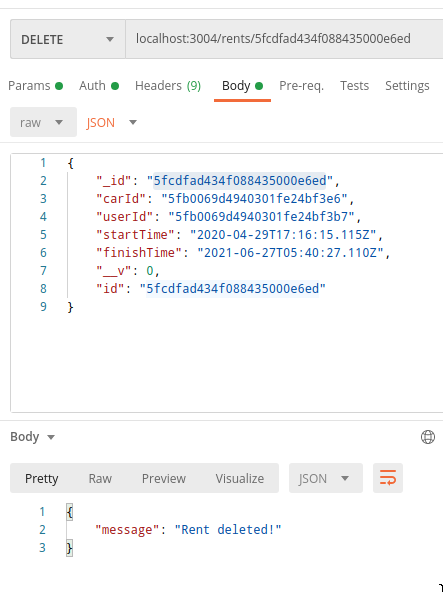 DELETE localhost:3004/rents/5fcdfad434f088435000e6ed
Params Auth Headers (9) Body Pre-req. Tests Settings
raw JSON
1 {
2 "_id": "5fcdfad434f088435000e6ed",
3 "carId": "5fb0069d4940301fe24bf3e6",
4 "userId": "5fb0069d4940301fe24bf3b7",
5 "startTime": "2020-04-29T17:16:15.115Z",
6 "finishTime": "2021-06-27T05:40:27.110Z",
7 "__v": 0,
8 "id": "5fcdfad434f088435000e6ed"
9 }
Body
Pretty Raw Preview Visualize JSON
1 {
2 "message": "Rent deleted!"
3 }